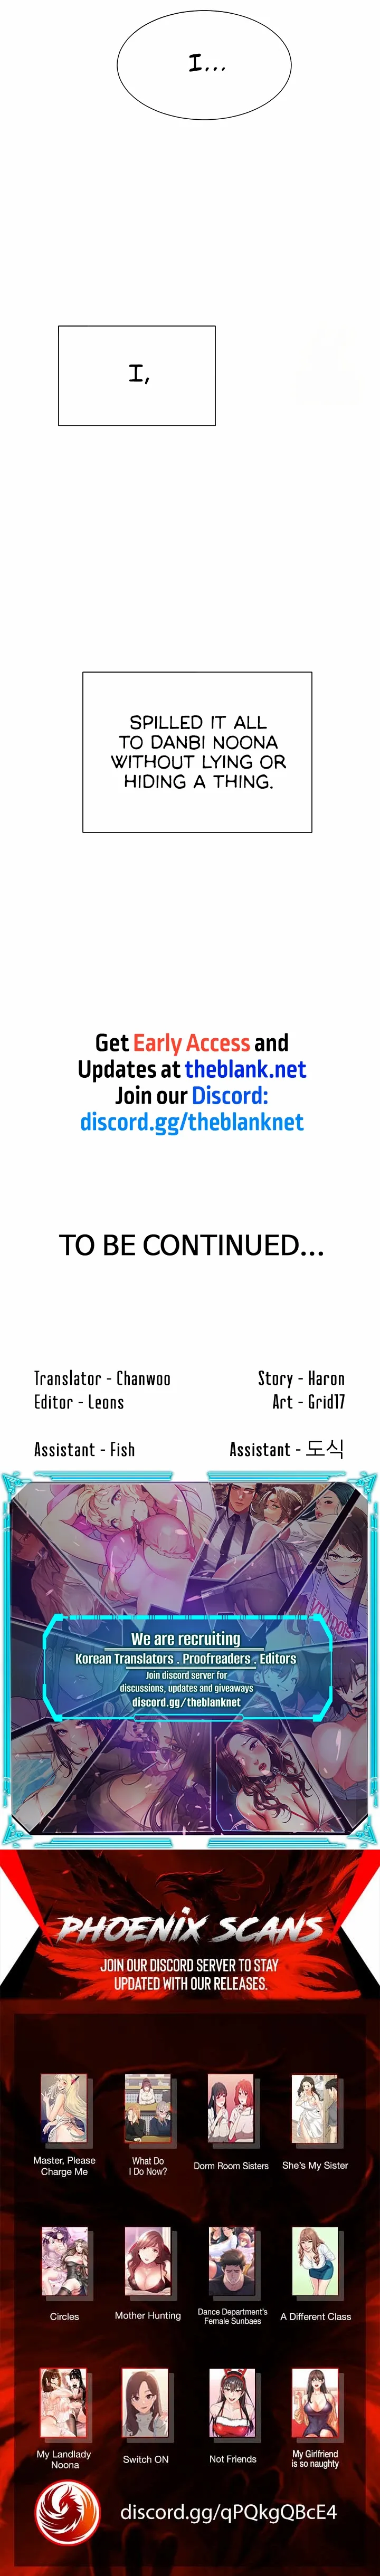 I...
I,
SPILLED IT ALL
TO DANBI NOONA
WITHOUT LYING OR
HIDING A THING.
Get Early Access and
Updates at theblank.net
Join our Discord:
discord.gg/theblanknet
TO BE CONTINUED...
Translator - Chanwoo
Editor - Leons
Assistant - Fish
Story - Haron
Art - Grid17
Assistant - 도식
We are recruiting
Korean Translators . Proofreaders . Editors
Join discord server for
discussions, updates and giveaways
discord.gg/theblanknet
PHOENIX SCANS
JOIN OUR DISCORD SERVER TO STAY
UPDATED WITH OUR RELEASES.
Master, Please
Charge Me
What Do
I Do Now?
Dorm Room Sisters
She's My Sister
Circles
Mother Hunting
Dance Department's
Female Sunbaes
A Different Class
My Landlady
Noona
Switch ON
Not Friends
My Girlfriend
is so naughty
discord.gg/qPQkgQBcE4